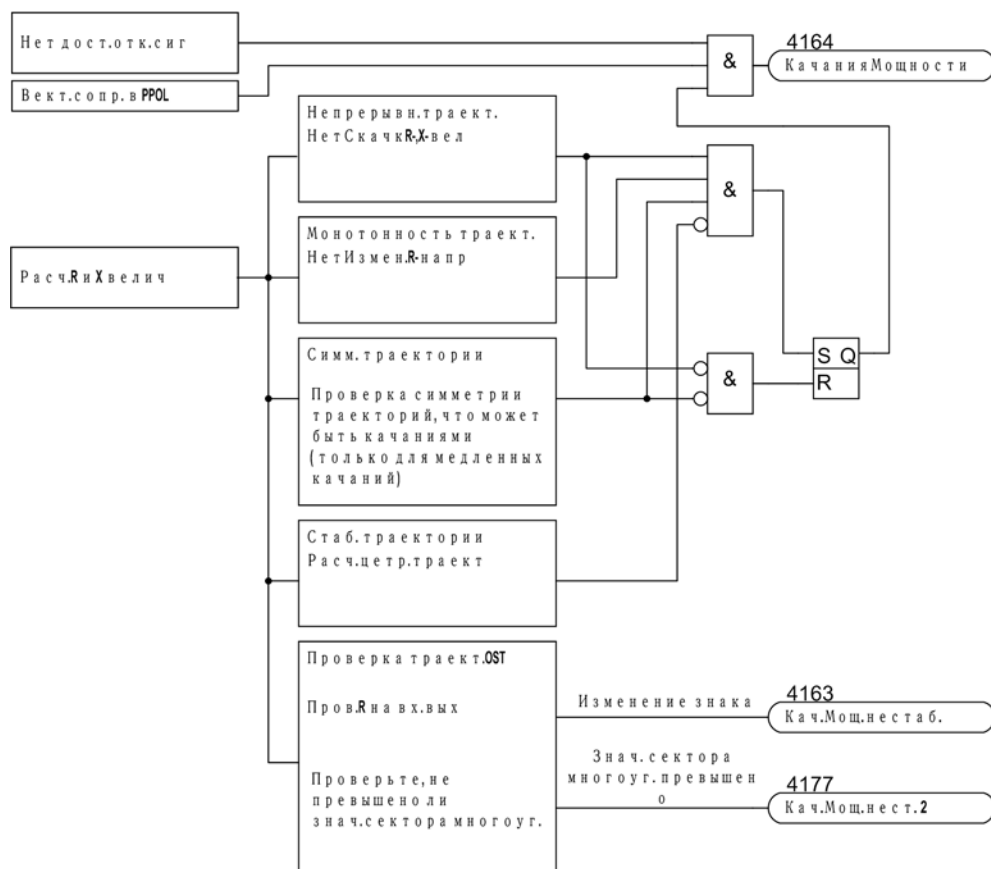 Нет дост.отк.сиг
4164
&
КачанияМощности
Вект.сопр.в PPOL
Непрерывн.траект.
НетСкачкR-,X-вел
&
Монотонность траект.
НетИзмен.R-напр
Расч.R и X велич
Симм.траектории
S Q
R
&
Проверка симметрии
траекторий,что может
быть качаниями
(только для медленных
качаний)
Стаб.траектории
Расч.цетр.траект
Проверка траект.OST
Пров.R на вх.вых
Изменение знака
4163
Кач.Мощ.нестаб.
Проверьте,не
превышено ли
знач.сектора многоуг.
Знач.сектора
многоуг.превышен
о
4177
Кач.Мощ.нест.2